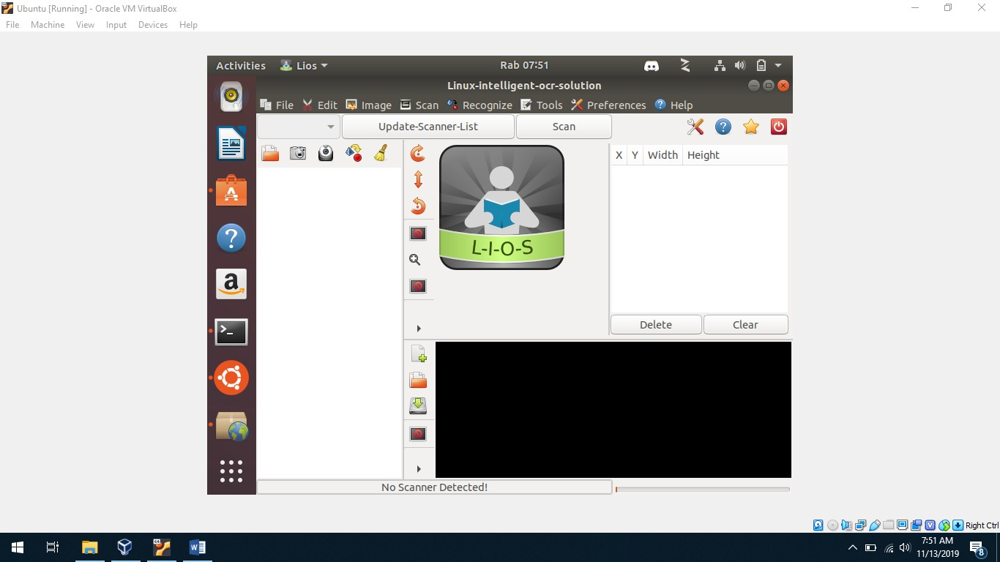 Ubuntu [Running] - Oracle VM VirtualBox
File Machine View Input Devices Help
Activities Lios Rab 07:51
Linux-intelligent-ocr-solution
File Edit Image Scan Recognize Tools Preferences Help
Update-Scanner-List Scan
X Y Width Height
L-I-O-S
Delete Clear
No Scanner Detected!
Right Ctrl
7:51 AM
11/13/2019
8